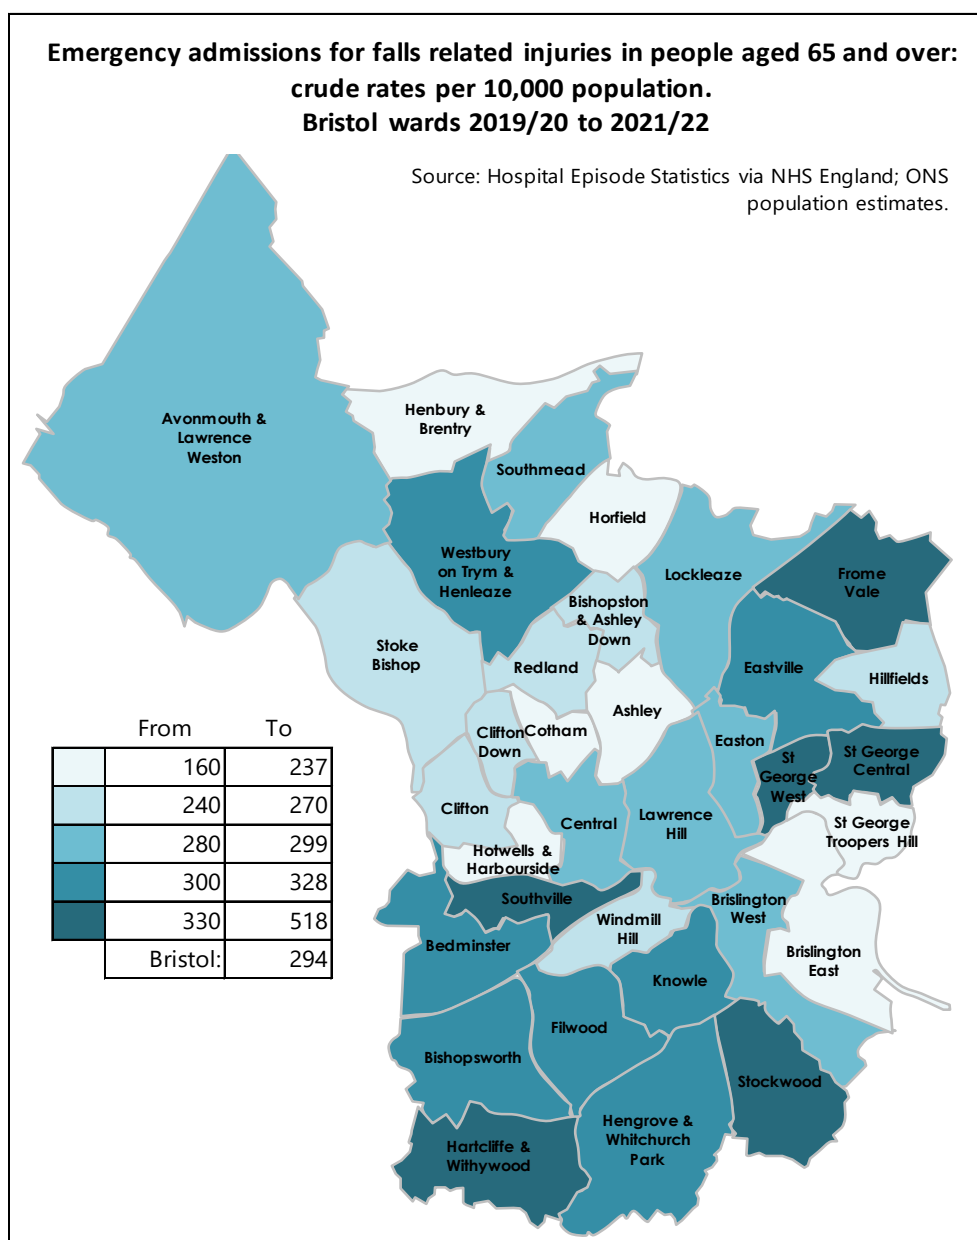 Emergency admissions for falls related injuries in people aged 65 and over:
crude rates per 10,000 population.
Bristol wards 2019/20 to 2021/22
Source: Hospital Episode Statistics via NHS England; ONS
population estimates.
Avonmouth &
Lawrence
Weston
Henbury &
Brentry
Southmead
Horfield
Westbury
on Trym &
Henleaze
Lockleaze
Frome
Vale
Bishopston
& Ashley
Down
Stoke
Bishop
Redland
Eastville
Hillfields
Ashley
Cotham
Clifton
Down
Easton
St
George
West
St George
Central
Clifton
Central
Lawrence
Hill
St George
Troopers Hill
Hotwells &
Harbourside
Southville
Windmill
Hill
Brislington
West
Bedminster
Brislington
East
Knowle
Filwood
Bishopsworth
Stockwood
Hengrove &
Whitchurch
Park
Hartcliffe &
Withywood
From To
160 237
240 270
280 299
300 328
330 518
Bristol: 294